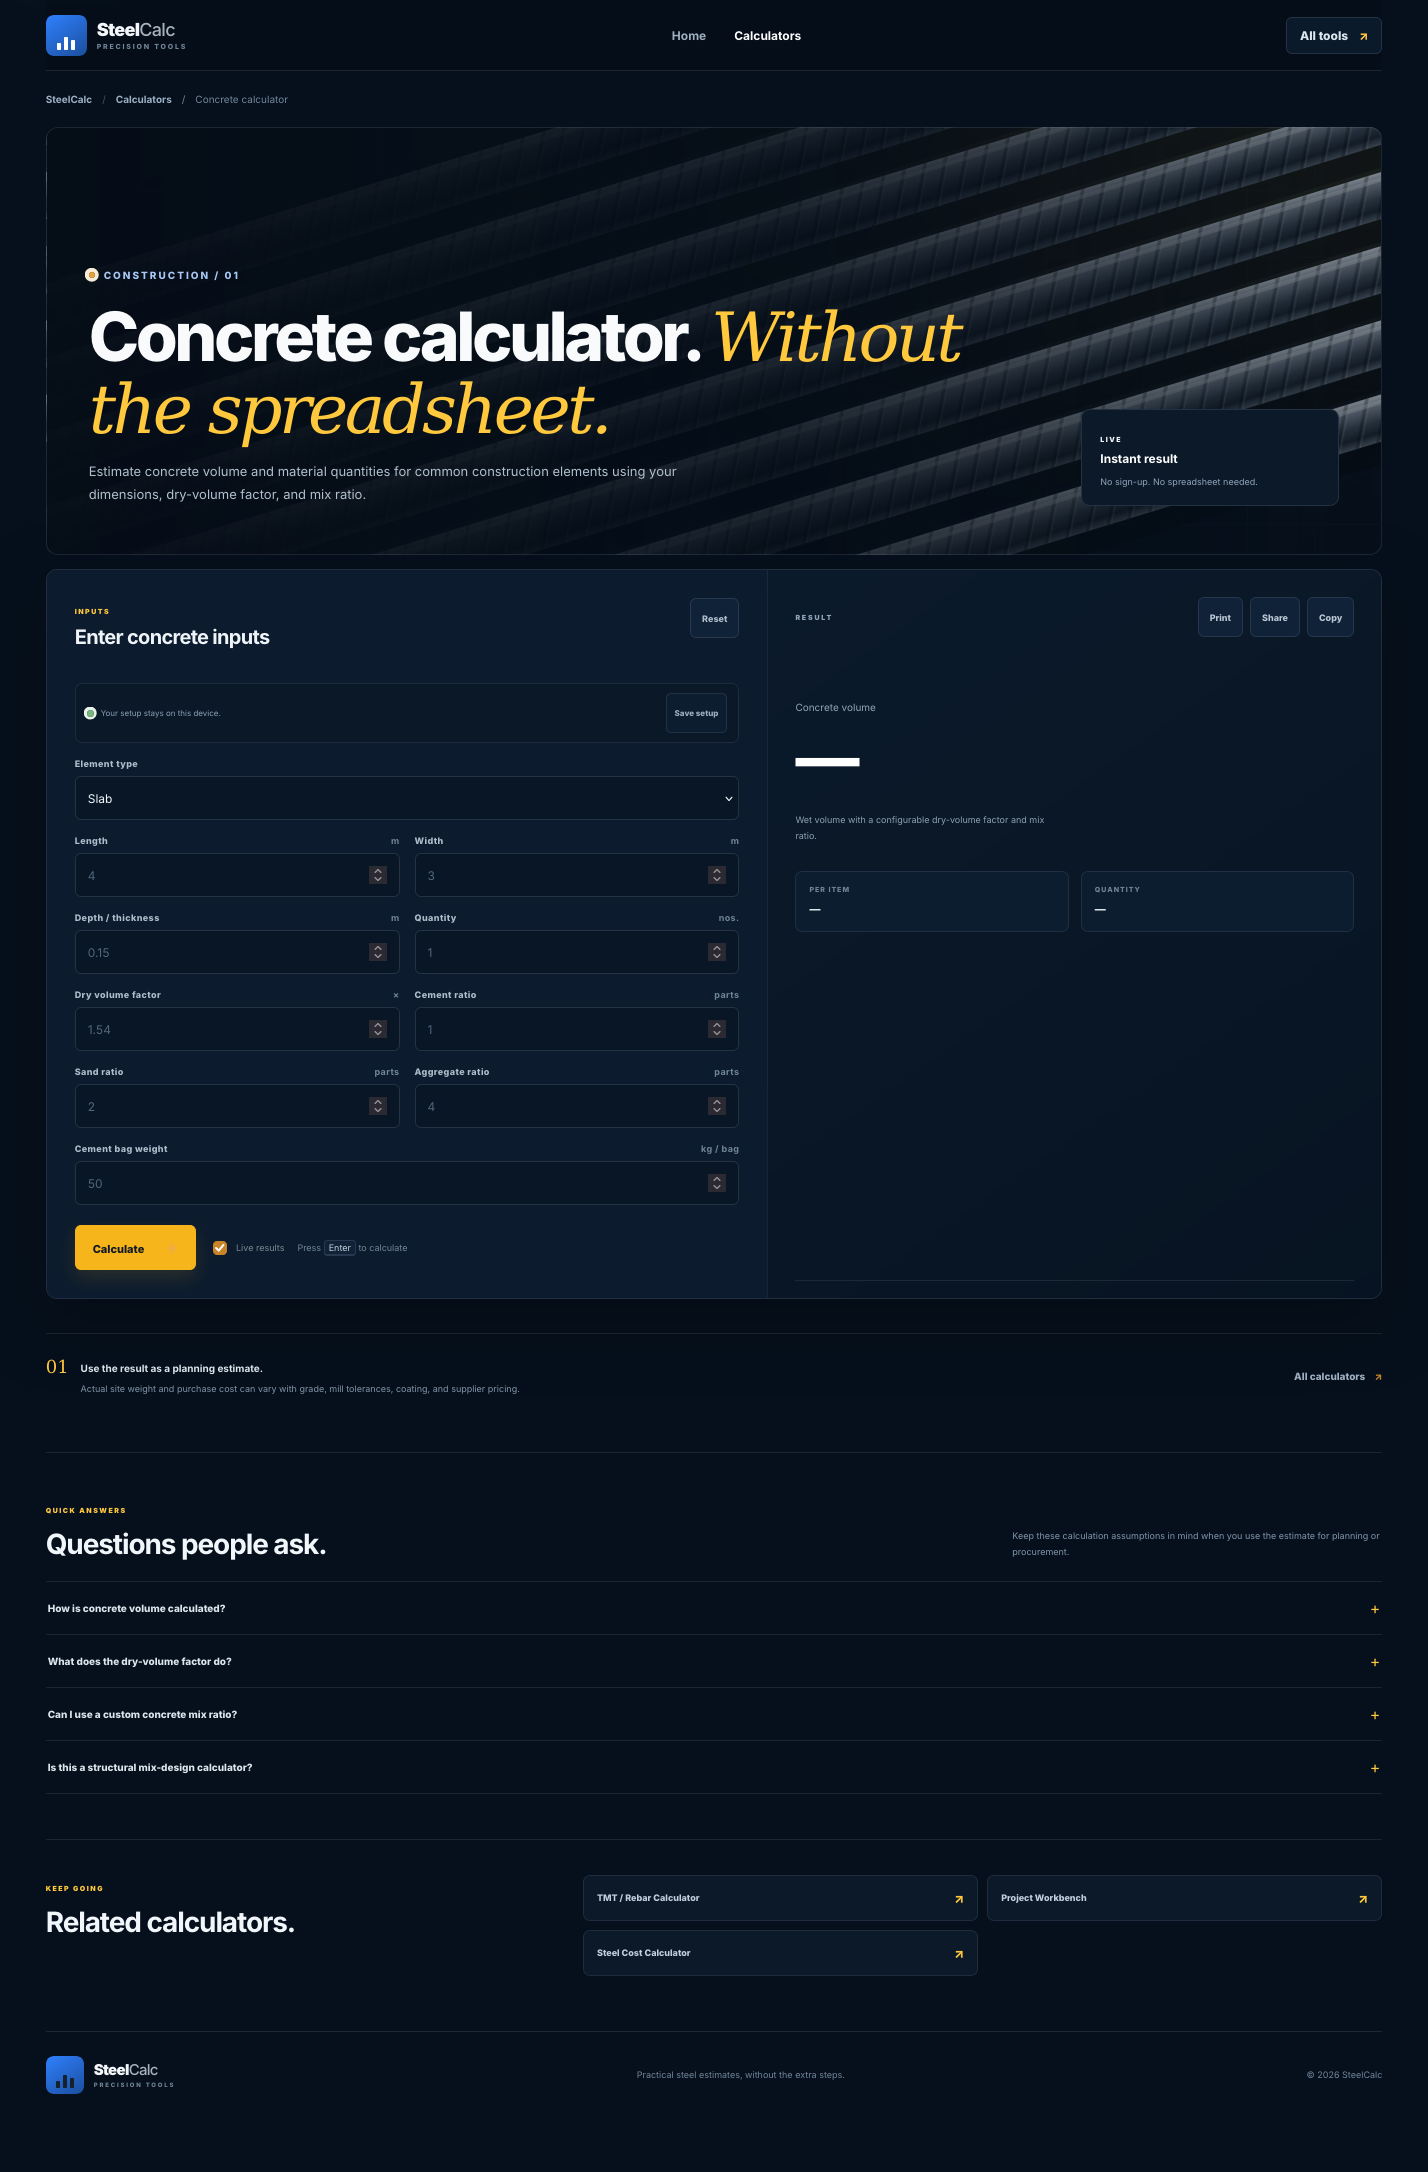 SteelCalc
PRECISION TOOLS
Home
Calculators
All tools
SteelCalc / Calculators / Concrete calculator
CONSTRUCTION / 01
Concrete calculator. Without
the spreadsheet.
Estimate concrete volume and material quantities for common construction elements using your
dimensions, dry-volume factor, and mix ratio.
LIVE
Instant result
No sign-up. No spreadsheet needed.
INPUTS
Enter concrete inputs
Reset
Your setup stays on this device.
Save setup
Element type
Slab
Length m
Width m
4
3
Depth / thickness m
Quantity nos.
0.15
1
Dry volume factor ×
Cement ratio parts
1.54
1
Sand ratio parts
Aggregate ratio parts
2
4
Cement bag weight kg / bag
50
Calculate
Live results
Press Enter to calculate
RESULT
Print
Share
Copy
Concrete volume
—
Wet volume with a configurable dry-volume factor and mix
ratio.
PER ITEM
—
QUANTITY
—
01
Use the result as a planning estimate.
Actual site weight and purchase cost can vary with grade, mill tolerances, coating, and supplier pricing.
All calculators
QUICK ANSWERS
Questions people ask.
Keep these calculation assumptions in mind when you use the estimate for planning or
procurement.
How is concrete volume calculated? +
What does the dry-volume factor do? +
Can I use a custom concrete mix ratio? +
Is this a structural mix-design calculator? +
KEEP GOING
Related calculators.
TMT / Rebar Calculator
Project Workbench
Steel Cost Calculator
SteelCalc
PRECISION TOOLS
Practical steel estimates, without the extra steps.
© 2026 SteelCalc